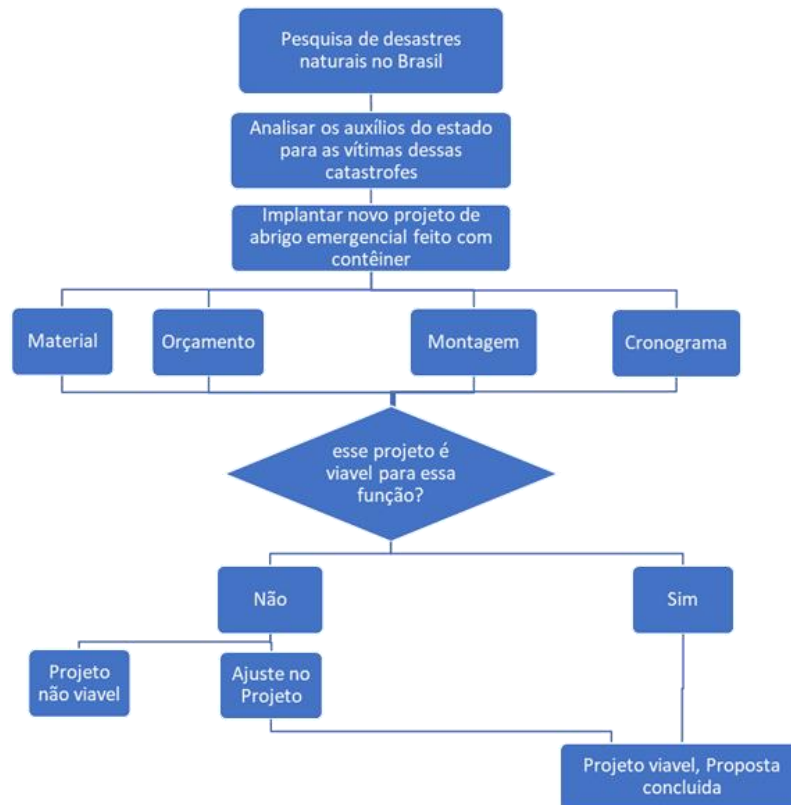 Pesquisa de desastres
naturais no Brasil
Analisar os auxílios do estado
para as vítimas dessas
catastrofes
Implantar novo projeto de
abrigo emergencial feito com
contêiner
Material
Orçamento
Montagem
Cronograma
esse projeto é
viavel para essa
função?
Não
Sim
Projeto
não viavel
Ajuste no
Projeto
Projeto viavel, Proposta
concluida